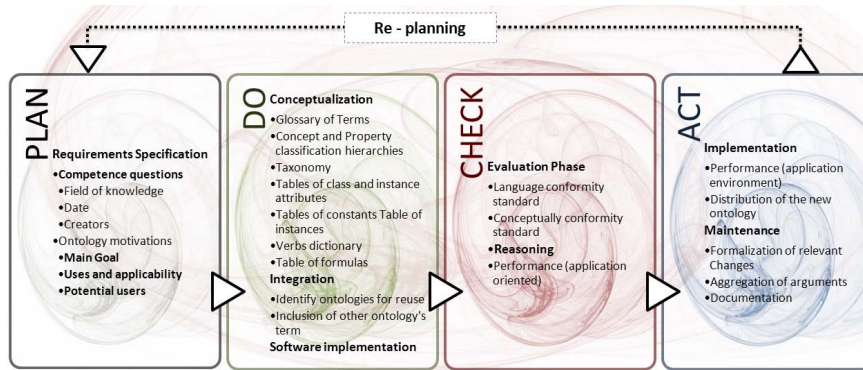 Re - planning
PLAN
Requirements Specification
•Competence questions
•Field of knowledge
•Date
•Creators
•Ontology motivations
•Main Goal
•Uses and applicability
•Potential users
DO
Conceptualization
•Glossary of Terms
•Concept and Property
classification hierarchies
•Taxonomy
•Tables of class and instance
attributes
•Tables of constants Table of
instances
•Verbs dictionary
•Table of formulas
Integration
•Identify ontologies for reuse
•Inclusion of other ontology's
term
Software implementation
CHECK
Evaluation Phase
•Language conformity
standard
•Conceptually conformity
standard
•Reasoning
•Performance (application
oriented)
ACT
Implementation
•Performance (application
environment)
•Distribution of the new
ontology
Maintenance
•Formalization of relevant
Changes
•Aggregation of arguments
•Documentation